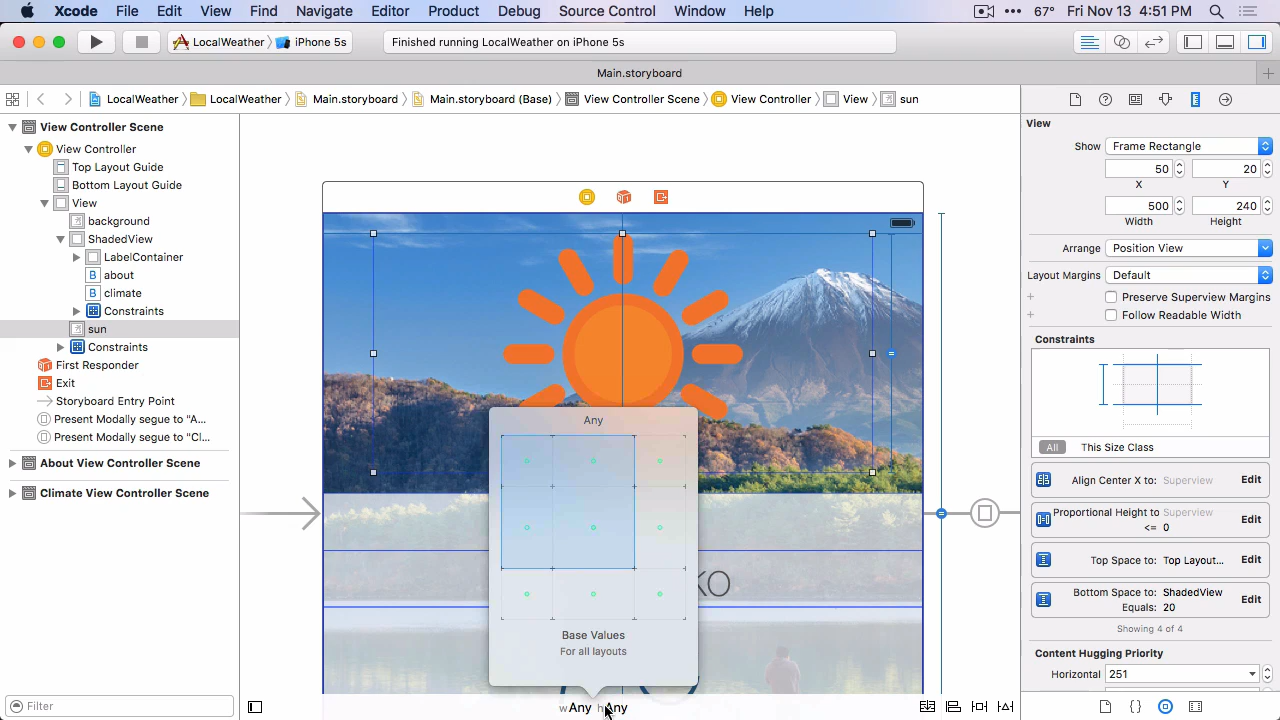 Xcode File Edit View Find Navigate Editor Product Debug Source Control Window Help 67° Fri Nov 13 4:51 PM
LocalWeather iPhone 5s Finished running LocalWeather on iPhone 5s
Main.storyboard
LocalWeather LocalWeather Main.storyboard Main.storyboard (Base) View Controller Scene View Controller View sun
View Controller Scene
View Controller
Top Layout Guide
Bottom Layout Guide
View
background
ShadedView
LabelContainer
B about
B climate
Constraints
sun
Constraints
First Responder
Exit
Storyboard Entry Point
Present Modally segue to "A...
Present Modally segue to "Cl...
About View Controller Scene
Climate View Controller Scene
Filter
KO
Any
Base Values
For all layouts
wAny hAny
View
Show Frame Rectangle
50 20
X Y
500 240
Width Height
Arrange Position View
Layout Margins Default
Preserve Superview Margins
Follow Readable Width
Constraints
All This Size Class
Align Center X to: Superview Edit
Proportional Height to Superview
<= 0 Edit
Top Space to: Top Layout... Edit
Bottom Space to: ShadedView
Equals: 20 Edit
Showing 4 of 4
Content Hugging Priority
Horizontal 251